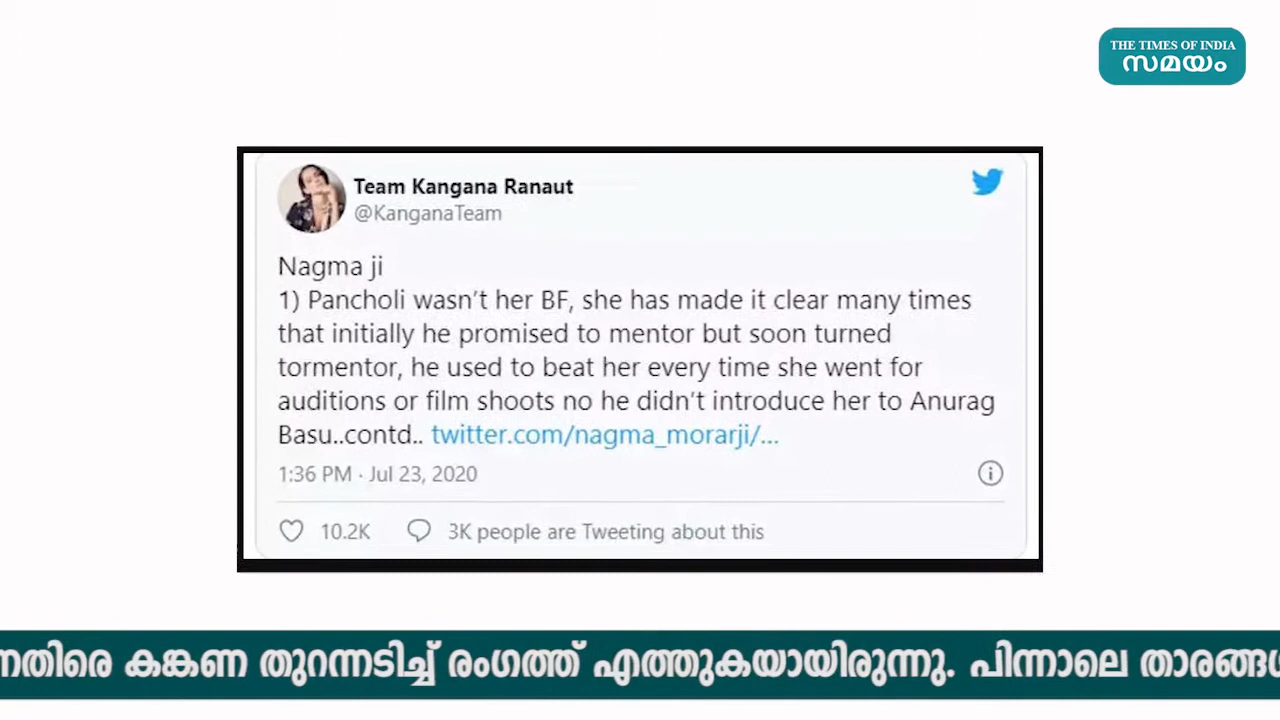 THE TIMES OF INDIA
സമയം
Team Kangana Ranaut
@KanganaTeam
Nagma ji
1) Pancholi wasn't her BF, she has made it clear many times
that initially he promised to mentor but soon turned
tormentor, he used to beat her every time she went for
auditions or film shoots no he didn't introduce her to Anurag
Basu..contd.. twitter.com/nagma_morarji/...
1:36 PM · Jul 23, 2020
10.2K 3K people are Tweeting about this
കങ്കണ തുറന്നടിച്ച് രംഗത്ത് എത്തുകയായിരുന്നു. പിന്നാലെ